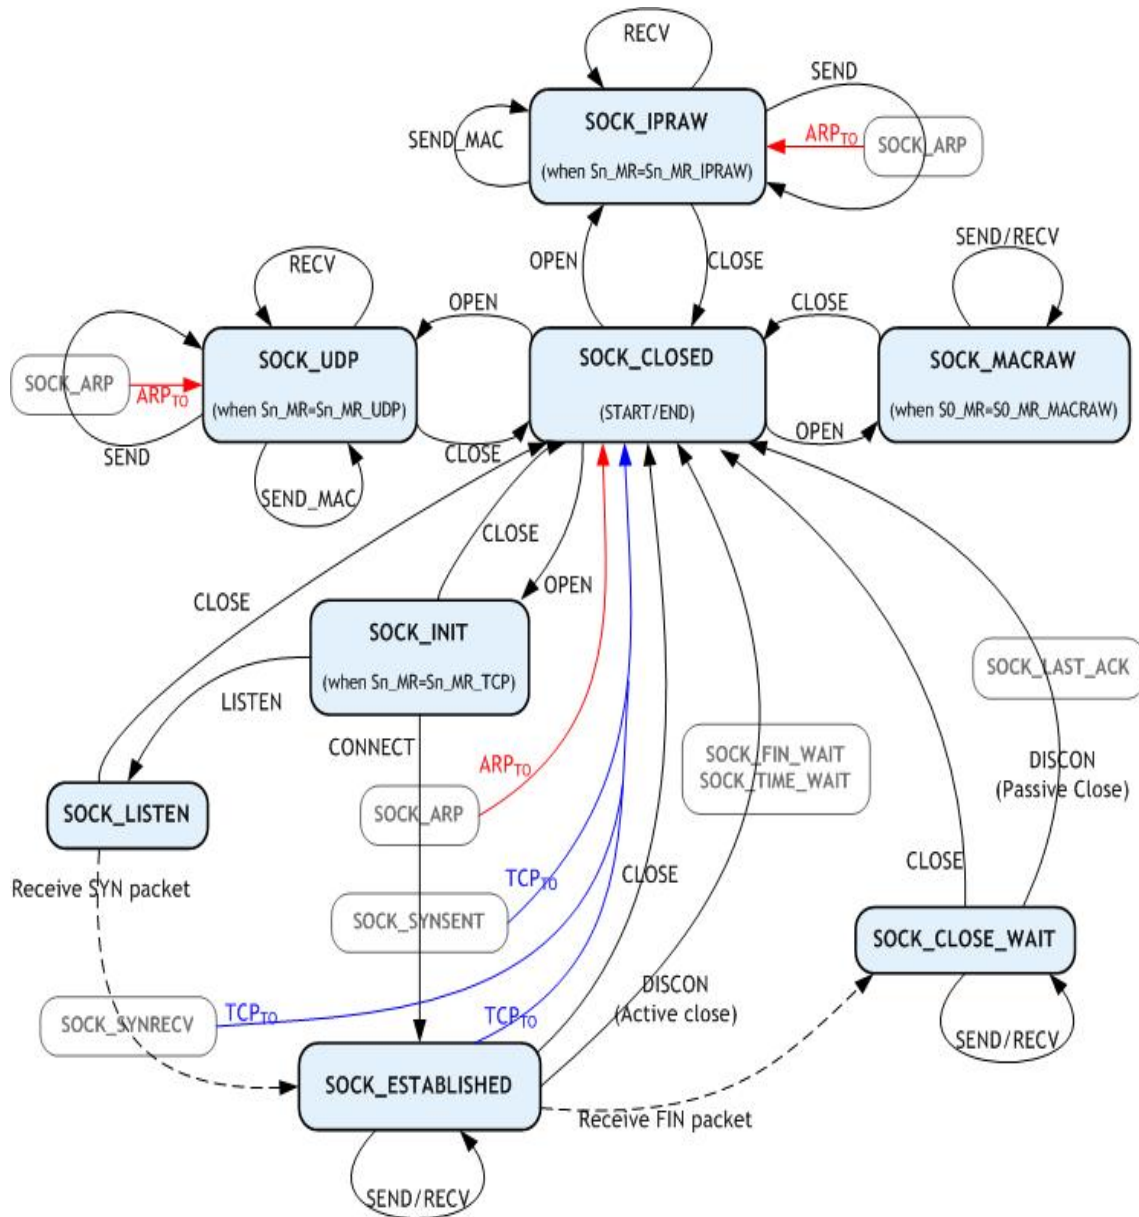 RECV
SEND
SOCK_IPRAW
(when Sn_MR=Sn_MR_IPRAW)
SEND_MAC
ARPTO
SOCK_ARP
OPEN
CLOSE
SEND/RECV
RECV
OPEN
CLOSE
SOCK_UDP
(when Sn_MR=Sn_MR_UDP)
SOCK_CLOSED
(START/END)
SOCK_MACRAW
(when S0_MR=S0_MR_MACRAW)
SOCK_ARP
ARPTO
SEND
CLOSE
OPEN
SEND_MAC
CLOSE
OPEN
CLOSE
SOCK_INIT
(when Sn_MR=Sn_MR_TCP)
SOCK_LAST_ACK
LISTEN
CONNECT
ARPTO
SOCK_FIN_WAIT
SOCK_TIME_WAIT
DISCON
(Passive Close)
SOCK_LISTEN
SOCK_ARP
CLOSE
Receive SYN packet
TCPTO
CLOSE
SOCK_SYNSENT
SOCK_CLOSE_WAIT
DISCON
(Active close)
SOCK_SYNRECV
TCPTO
TCPTO
SEND/RECV
SOCK_ESTABLISHED
Receive FIN packet
SEND/RECV